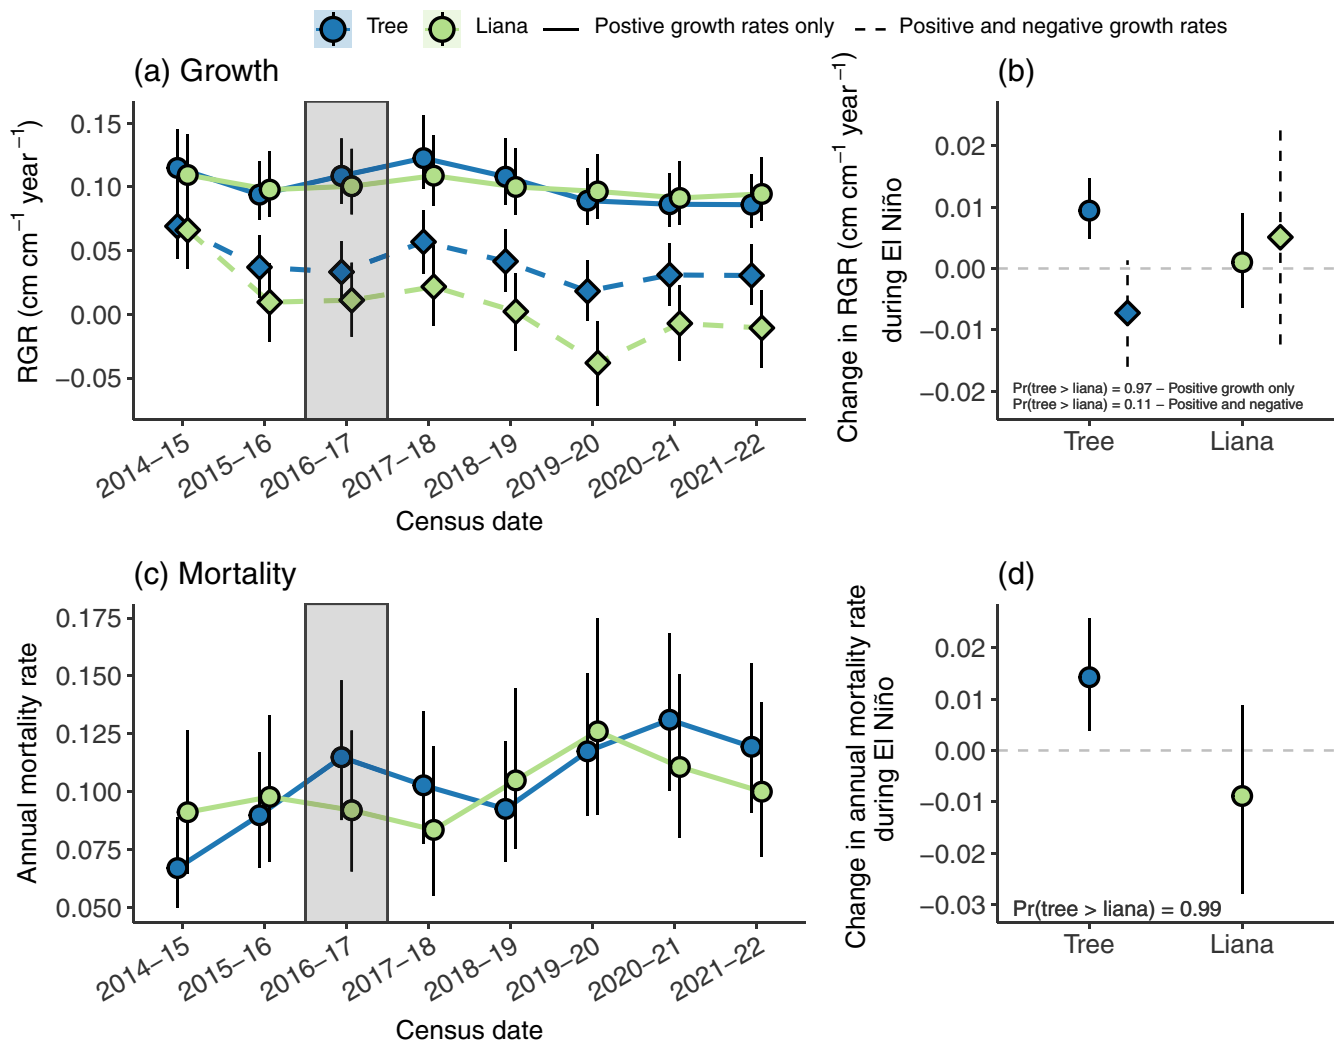 Tree Liana Postive growth rates only Positive and negative growth rates
(a) Growth
RGR (cm cm⁻¹ year⁻¹)
0.15
0.10
0.05
0.00
−0.05
2014−15
2015−16
2016−17
2017−18
2018−19
2019−20
2020−21
2021−22
Census date
(b)
Change in RGR (cm cm⁻¹ year⁻¹)
during El Niño
0.02
0.01
0.00
−0.01
−0.02
Pr(tree > liana) = 0.97 − Positive growth only
Pr(tree > liana) = 0.11 − Positive and negative
Tree
Liana
(c) Mortality
Annual mortality rate
0.175
0.150
0.125
0.100
0.075
0.050
2014−15
2015−16
2016−17
2017−18
2018−19
2019−20
2020−21
2021−22
Census date
(d)
Change in annual mortality rate
during El Niño
0.02
0.01
0.00
−0.01
−0.02
−0.03
Pr(tree > liana) = 0.99
Tree
Liana